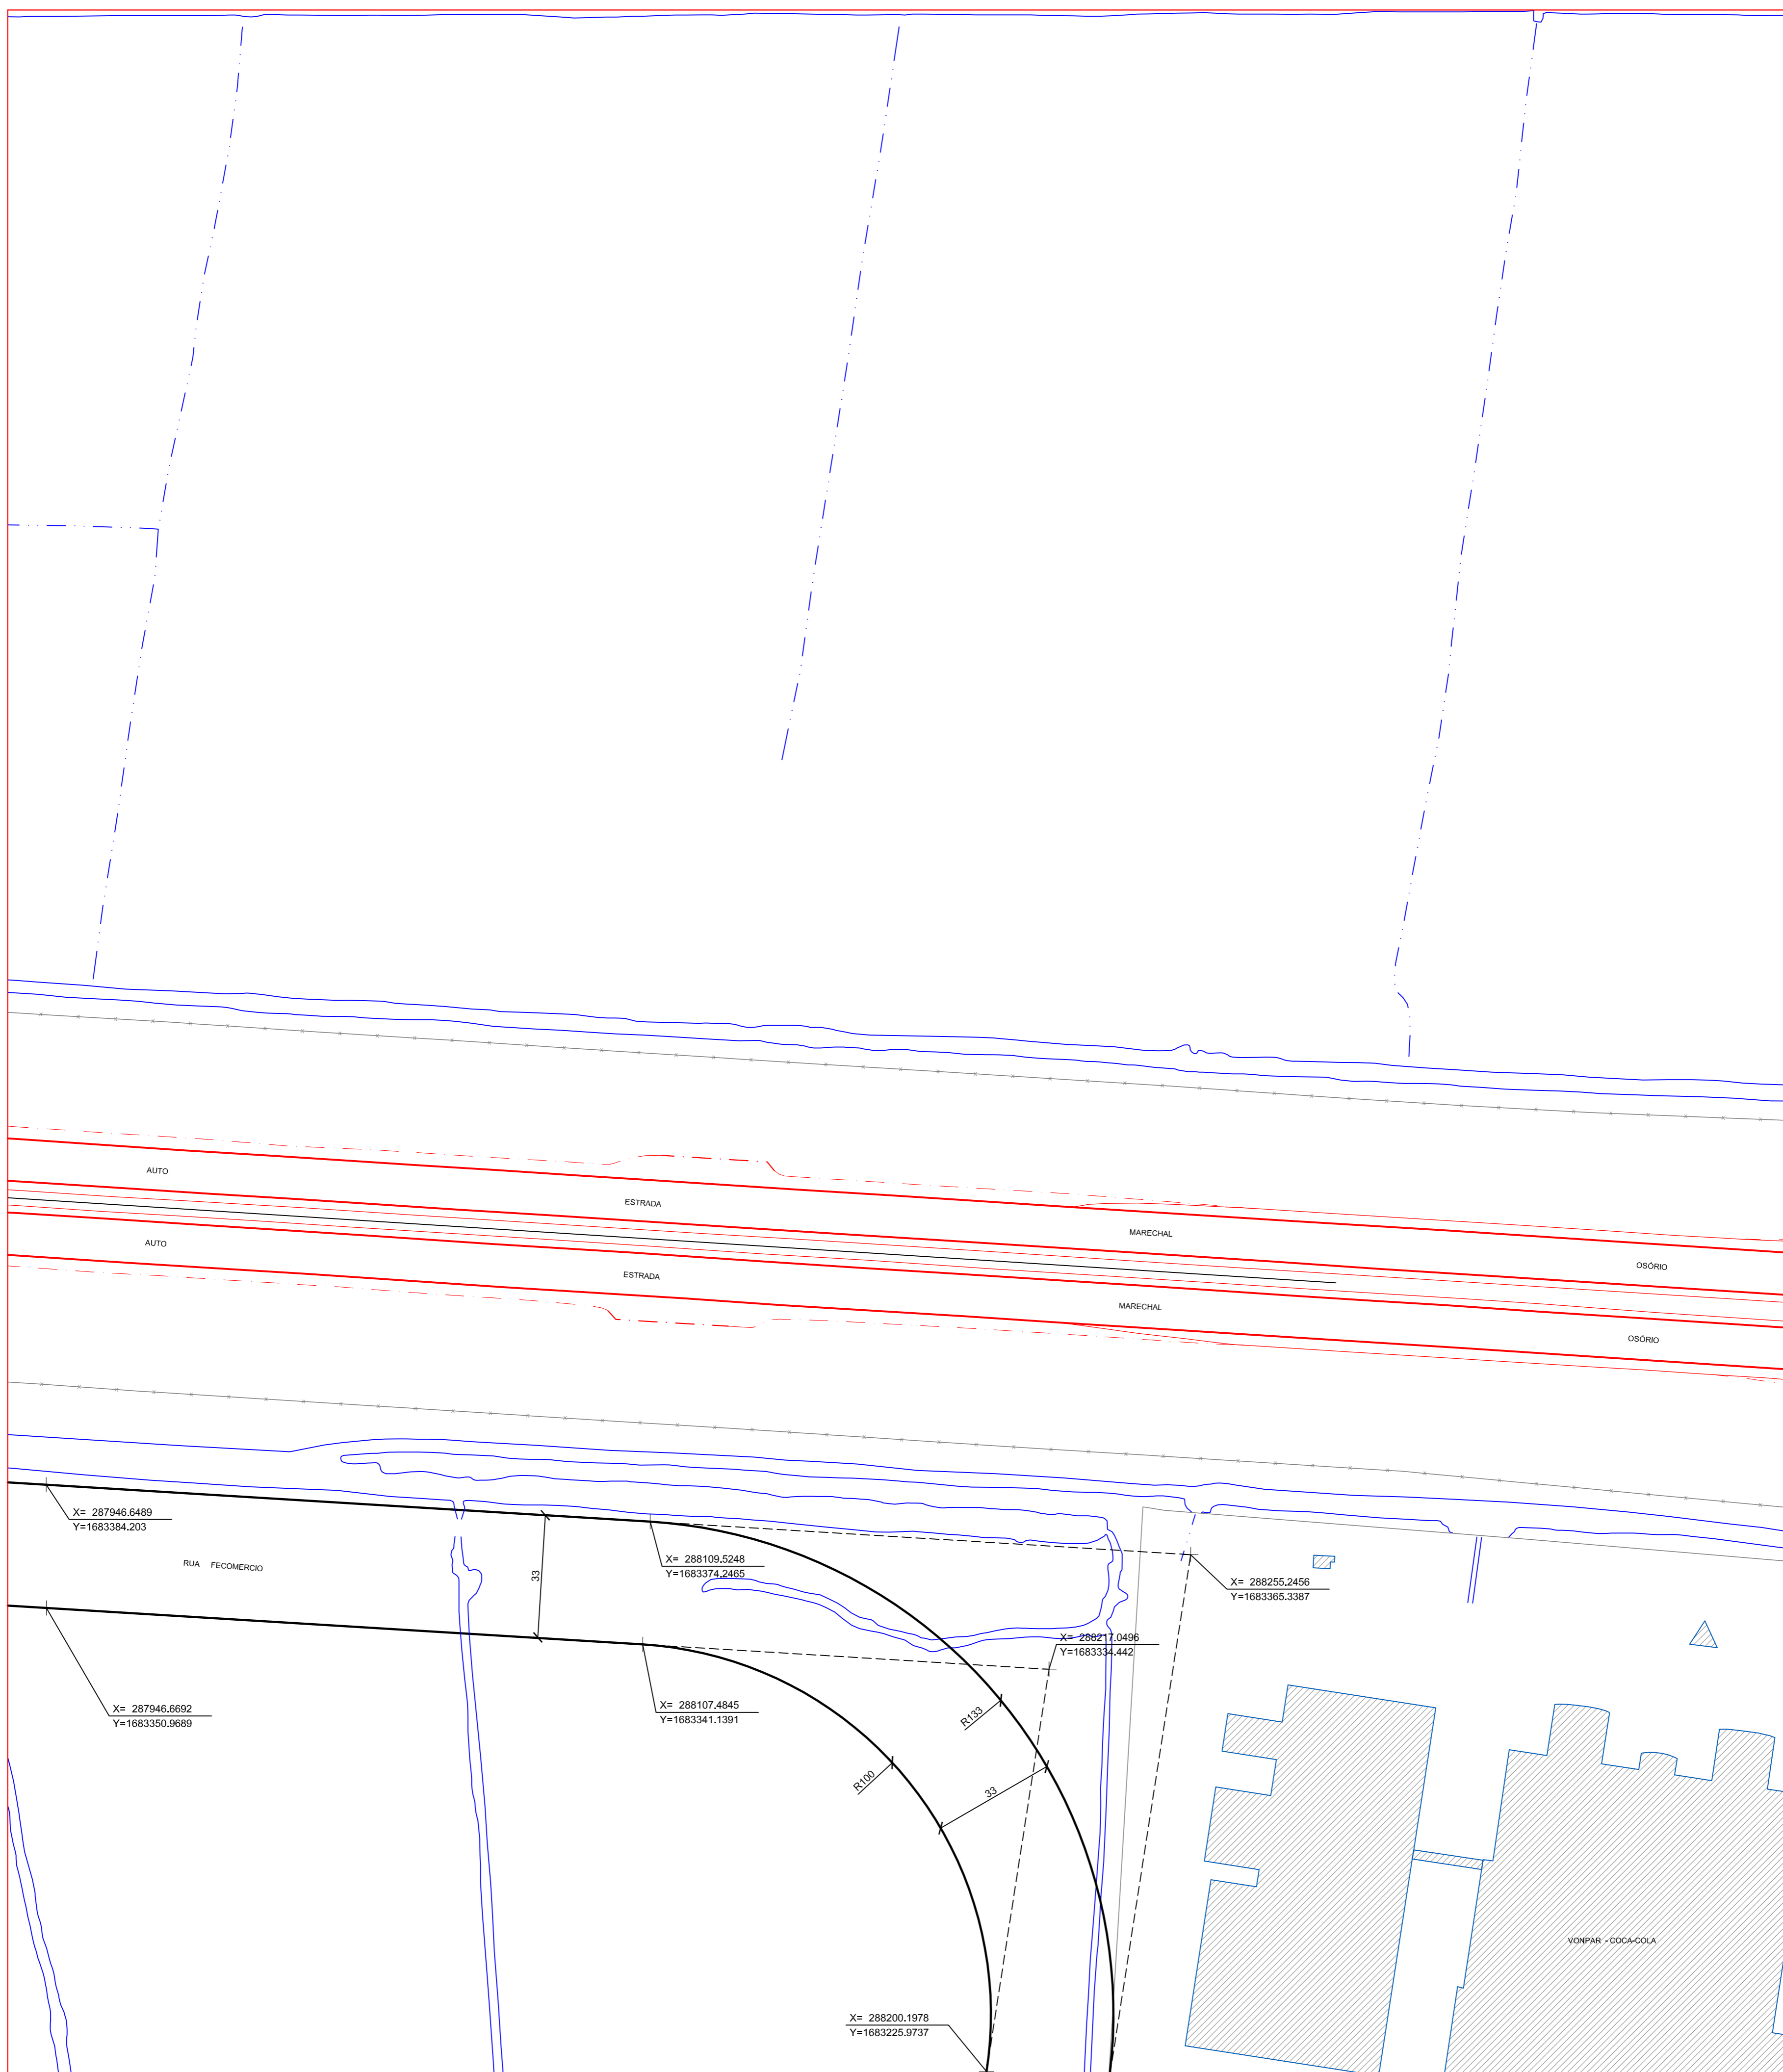 AUTO
ESTRADA
MARECHAL
OSÓRIO
AUTO
ESTRADA
MARECHAL
OSÓRIO
X= 287946.6489
Y=1683384.203
RUA FECOMERCIO
33
X= 288109.5248
Y=1683374.2465
X= 288255.2456
Y=1683365.3387
X= 288217.0496
Y=1683334.442
X= 287946.6692
Y=1683350.9689
X= 288107.4845
Y=1683341.1391
R133
R100
33
VONPAR - COCA-COLA
X= 288200.1978
Y=1683225.9737